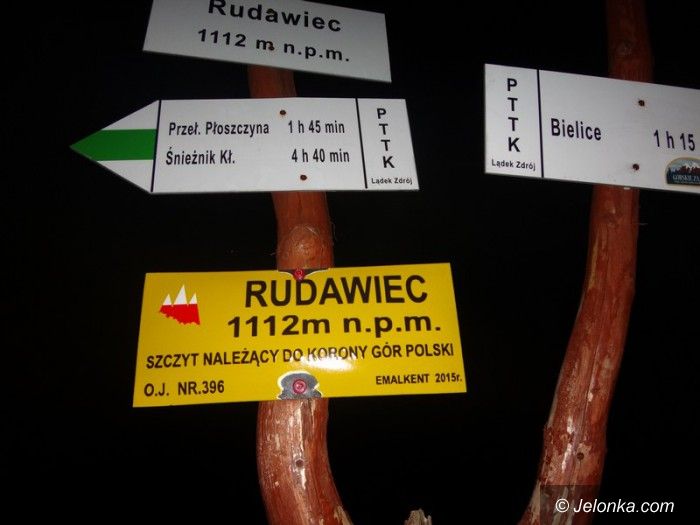 Rudawiec
1112 m n.p.m.
Przeł. Płoszczyna 1 h 45 min
Śnieżnik Kł. 4 h 40 min
PTTK
Lądek Zdrój
PTTK
Lądek Zdrój
Bielice 1 h 15
RUDAWIEC
1112m n.p.m.
SZCZYT NALEŻĄCY DO KORONY GÓR POLSKI
O.J. NR.396 EMALKENT 2015r.
© Jelonka.com